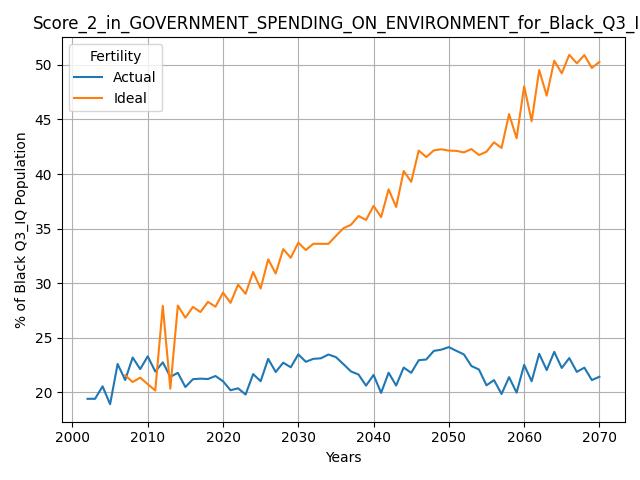 Score_2_in_GOVERNMENT_SPENDING_ON_ENVIRONMENT_for_Black_Q3_I
Fertility
Actual
Ideal
% of Black Q3_IQ Population
50
45
40
35
30
25
20
2000 2010 2020 2030 2040 2050 2060 2070
Years